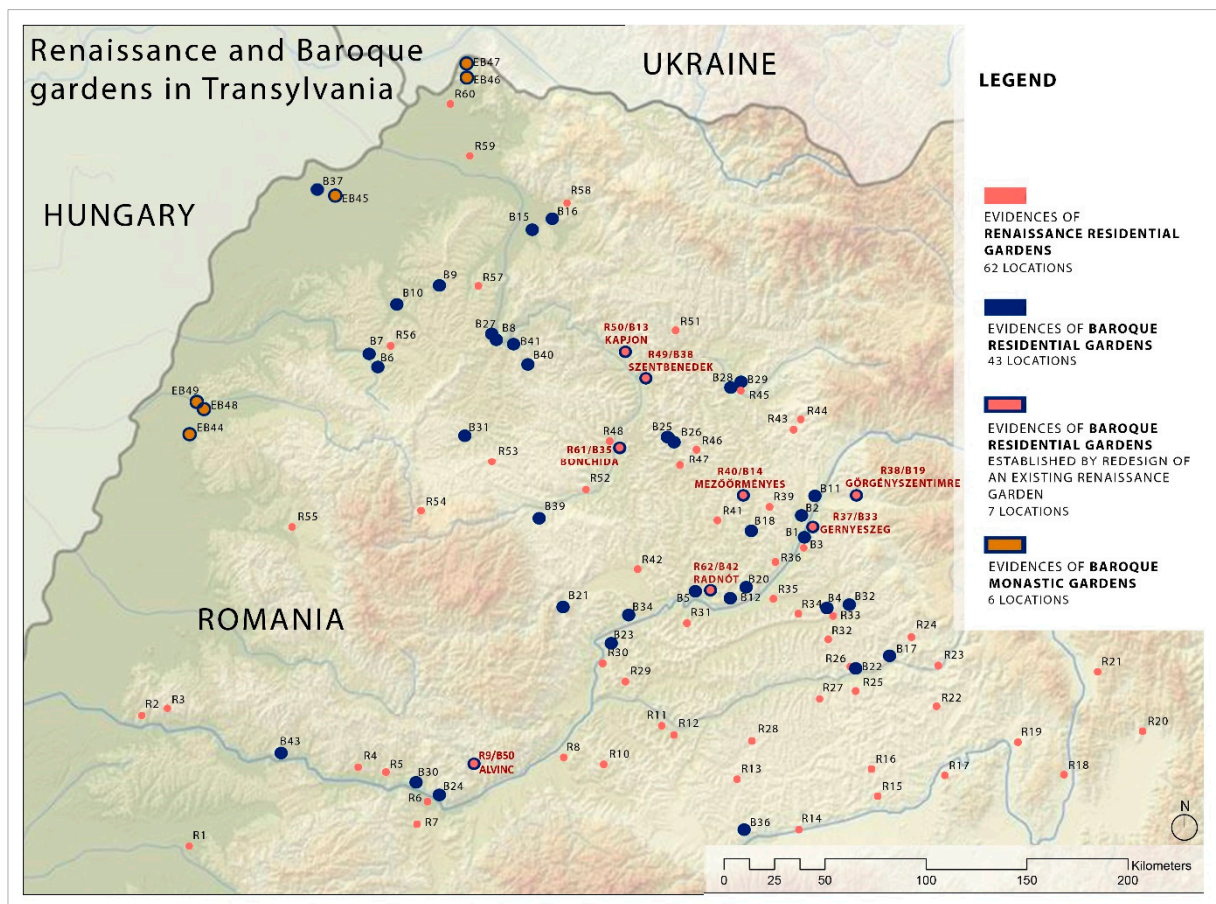 Renaissance and Baroque
gardens in Transylvania
UKRAINE
HUNGARY
ROMANIA
EB47
EB46
R60
R59
B37
EB45
R58
B16
B15
B9
R57
B10
B27
B8
B41
B40
R56
B7
B6
R50/B13
KAPJON
R51
R49/B38
SZENTBENEDEK
B28
B29
R45
EB49
EB48
EB44
B31
R53
R48
R61/B35
BONCHIDA
B25
B26
R46
R47
R43
R44
R40/B14
MEZŐÖRMÉNYES
R38/B19
GÖRGÉNYSZENTIMRE
B11
R39
B2
R37/B33
GERNYESZEG
R41
B18
B1
B3
R52
R54
R55
B39
R42
R36
R62/B42
RADNÓT
B5
B20
B12
R35
R31
R34
B4
B32
R33
R32
B21
B34
B23
R30
R29
R24
B17
R23
R26
B22
R25
R27
R22
R21
R2
R3
R11
R12
R28
R20
R19
R18
B43
R4
R5
B30
R9/B50
ALVINC
R8
R10
R6
B24
R7
R13
R16
R15
R17
R1
B36
R14
N
Kilometers
0 25 50 100 150 200
LEGEND
EVIDENCES OF
RENAISSANCE RESIDENTIAL
GARDENS
62 LOCATIONS
EVIDENCES OF BAROQUE
RESIDENTIAL GARDENS
43 LOCATIONS
EVIDENCES OF BAROQUE
RESIDENTIAL GARDENS
ESTABLISHED BY REDESIGN OF
AN EXISTING RENAISSANCE
GARDEN
7 LOCATIONS
EVIDENCES OF BAROQUE
MONASTIC GARDENS
6 LOCATIONS